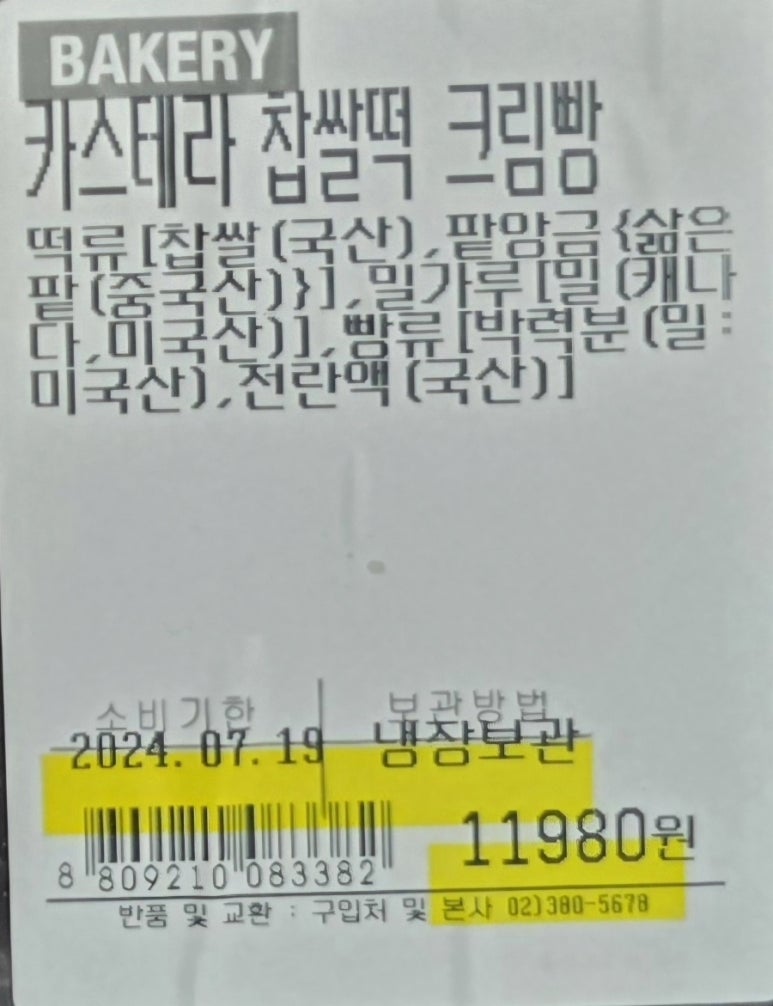 BAKERY
카스테라 찹쌀떡 크림빵
떡류[찹쌀(국산),팥앙금{삶은
팥(중국산)}],밀가루[밀(캐나
다,미국산)],빵류[박력분(밀:
미국산),전란액(국산)]
소비기한 보관방법
2024.07.19 냉장보관
11980원
8 809210 083382
반품 및 교환 : 구입처 및 본사 02)380-5678